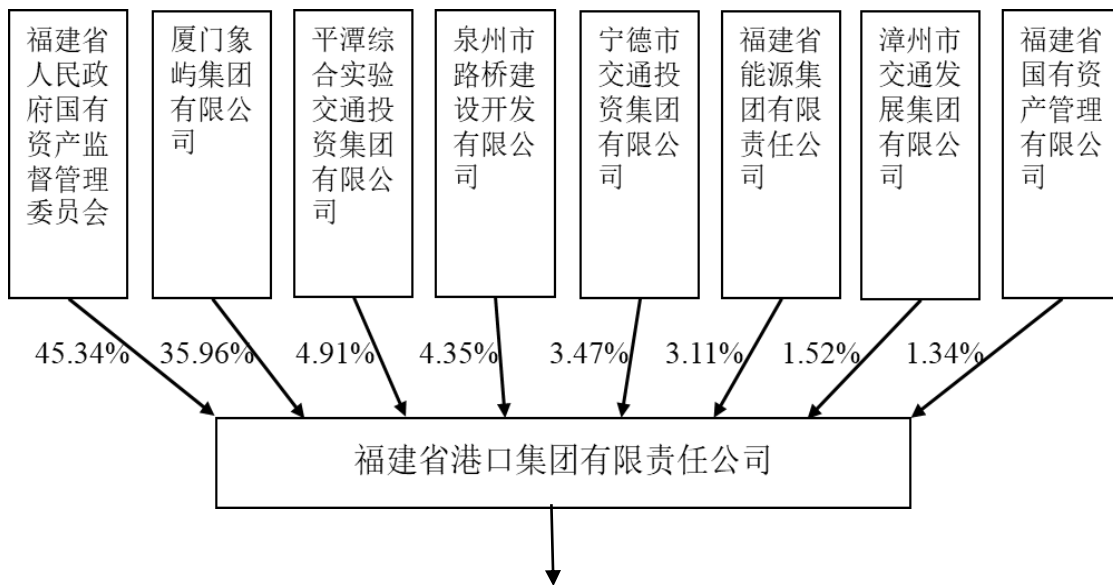 福建省
人民政
府国有
资产监
督管理
委员会
厦门象
屿集团
有限公
司
平潭综
合实验
交通投
资集团
有限公
司
泉州市
路桥建
设开发
有限公
司
宁德市
交通投
资集团
有限公
司
福建省
能源集
团有限
责任公
司
漳州市
交通发
展集团
有限公
司
福建省
国有资
产管理
有限公
司
45.34%
35.96%
4.91%
4.35%
3.47%
3.11%
1.52%
1.34%
福建省港口集团有限责任公司